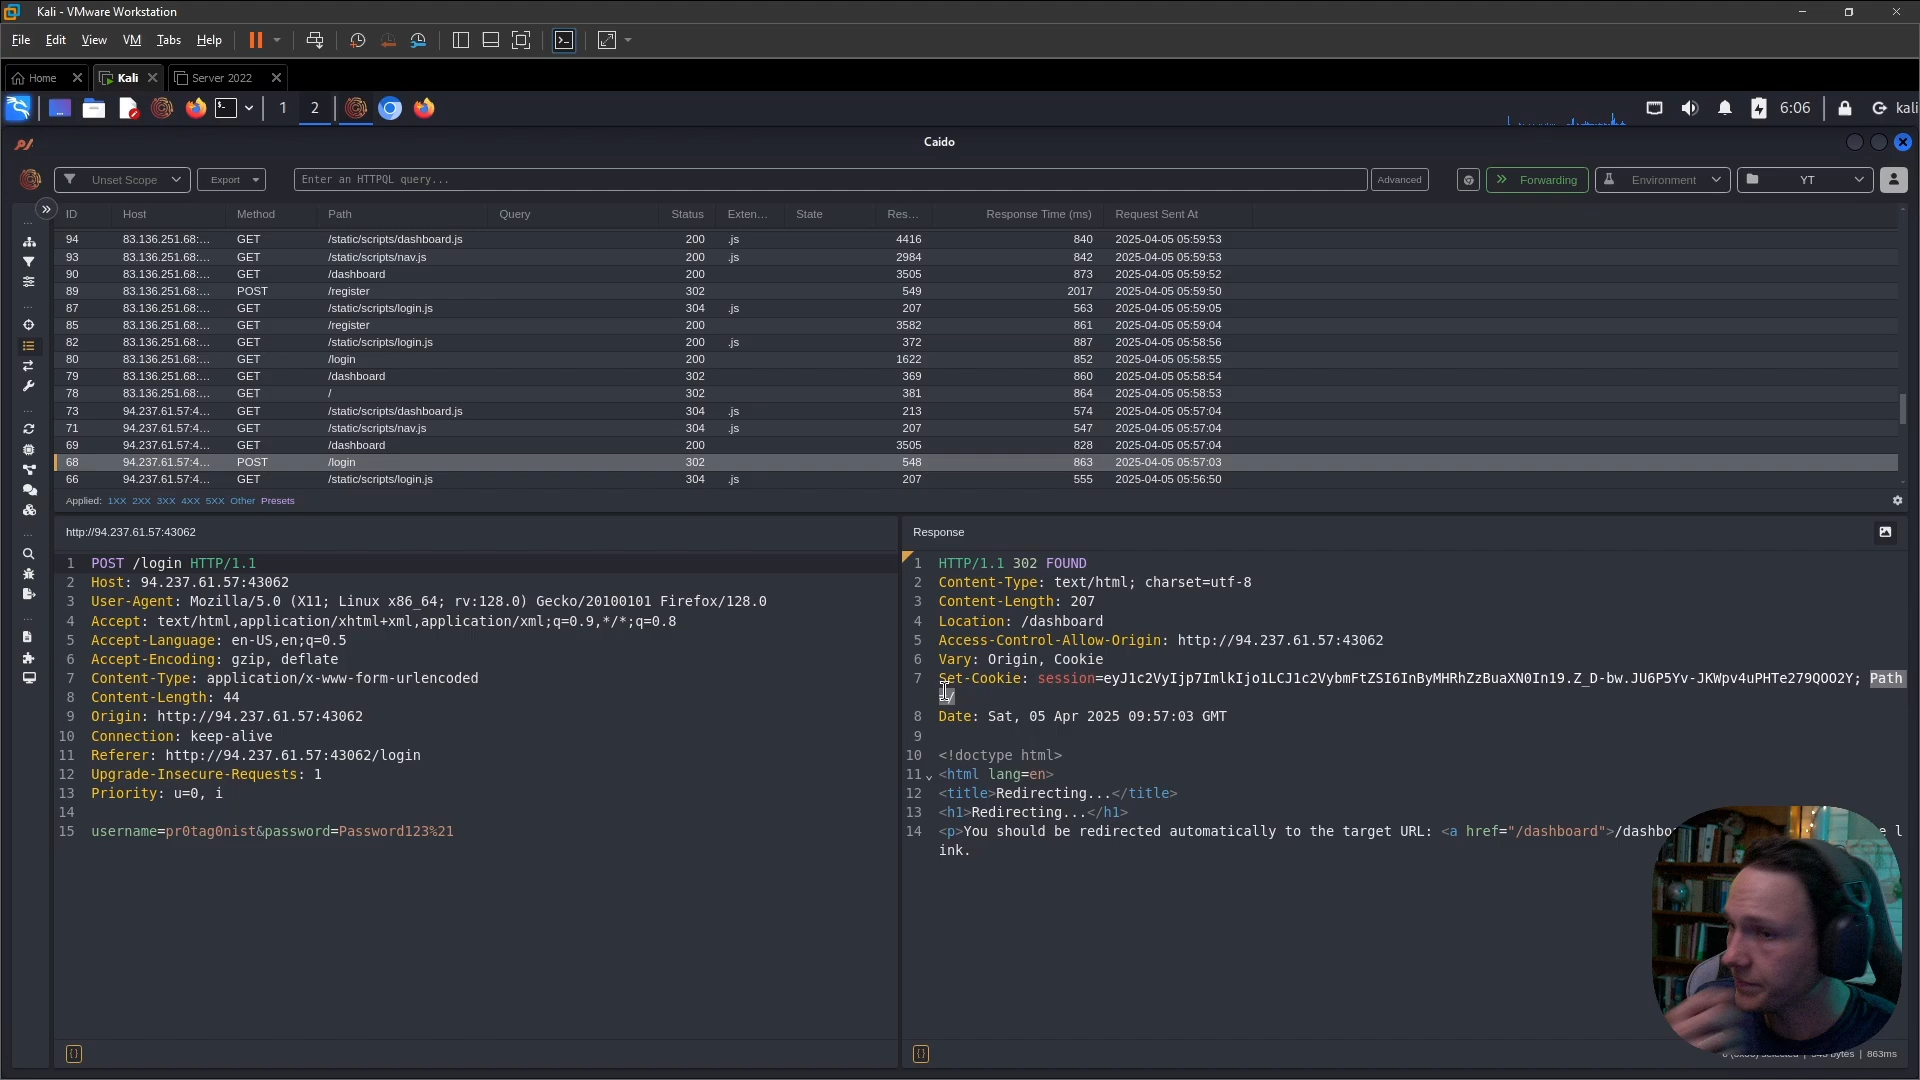 Kali - VMware Workstation
File Edit View VM Tabs Help
Home Kali Server 2022
1 2 6:06 kali
Caido
Unset Scope Export Enter an HTTPQL query... Advanced Forwarding Environment YT
ID Host Method Path Query Status Exten... State Res... Response Time (ms) Request Sent At
94 83.136.251.68:... GET /static/scripts/dashboard.js 200 .js 4416 840 2025-04-05 05:59:53
93 83.136.251.68:... GET /static/scripts/nav.js 200 .js 2984 842 2025-04-05 05:59:53
90 83.136.251.68:... GET /dashboard 200 3505 873 2025-04-05 05:59:52
89 83.136.251.68:... POST /register 302 549 2017 2025-04-05 05:59:50
87 83.136.251.68:... GET /static/scripts/login.js 304 .js 207 563 2025-04-05 05:59:05
85 83.136.251.68:... GET /register 200 3582 861 2025-04-05 05:59:04
82 83.136.251.68:... GET /static/scripts/login.js 200 .js 372 887 2025-04-05 05:58:56
80 83.136.251.68:... GET /login 200 1622 852 2025-04-05 05:58:55
79 83.136.251.68:... GET /dashboard 302 369 860 2025-04-05 05:58:54
78 83.136.251.68:... GET / 302 381 864 2025-04-05 05:58:53
73 94.237.61.57:4... GET /static/scripts/dashboard.js 304 .js 213 574 2025-04-05 05:57:04
71 94.237.61.57:4... GET /static/scripts/nav.js 304 .js 207 547 2025-04-05 05:57:04
69 94.237.61.57:4... GET /dashboard 200 3505 828 2025-04-05 05:57:04
68 94.237.61.57:4... POST /login 302 548 863 2025-04-05 05:57:03
66 94.237.61.57:4... GET /static/scripts/login.js 304 .js 207 555 2025-04-05 05:56:50
Applied: 1XX 2XX 3XX 4XX 5XX Other Presets
http://94.237.61.57:43062
1 POST /login HTTP/1.1
2 Host: 94.237.61.57:43062
3 User-Agent: Mozilla/5.0 (X11; Linux x86_64; rv:128.0) Gecko/20100101 Firefox/128.0
4 Accept: text/html,application/xhtml+xml,application/xml;q=0.9,*/*;q=0.8
5 Accept-Language: en-US,en;q=0.5
6 Accept-Encoding: gzip, deflate
7 Content-Type: application/x-www-form-urlencoded
8 Content-Length: 44
9 Origin: http://94.237.61.57:43062
10 Connection: keep-alive
11 Referer: http://94.237.61.57:43062/login
12 Upgrade-Insecure-Requests: 1
13 Priority: u=0, i
14
15 username=pr0tag0nist&password=Password123%21
Response
1 HTTP/1.1 302 FOUND
2 Content-Type: text/html; charset=utf-8
3 Content-Length: 207
4 Location: /dashboard
5 Access-Control-Allow-Origin: http://94.237.61.57:43062
6 Vary: Origin, Cookie
7 Set-Cookie: session=eyJ1c2VyIjp7ImlkIjo1LCJ1c2VybmFtZSI6InByMHRhZzBuaXN0In19.Z_D-bw.JU6P5Yv-JKWpv4uPHTe279QOO2Y; Path
=/
8 Date: Sat, 05 Apr 2025 09:57:03 GMT
9
10 <!doctype html>
11 <html lang=en>
12 <title>Redirecting...</title>
13 <h1>Redirecting...</h1>
14 <p>You should be redirected automatically to the target URL: <a href="/dashboard">/dashbo e l
ink.
bytes | 863ms